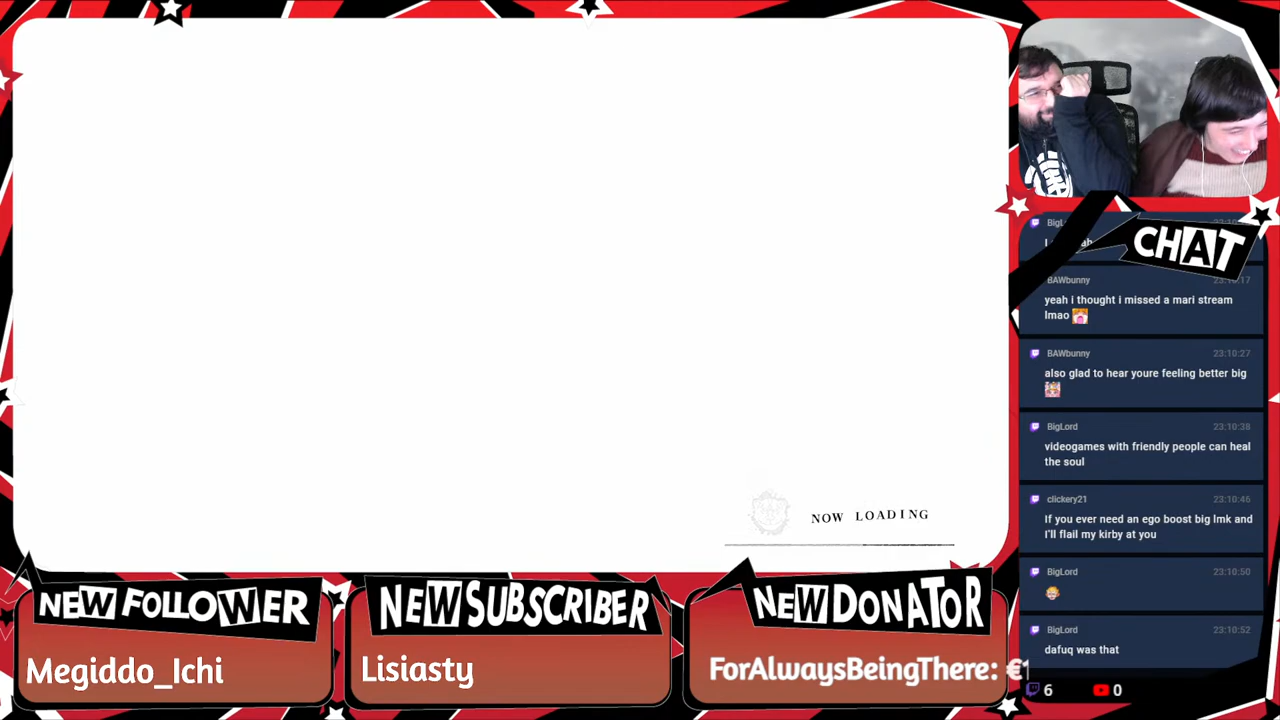 CHAT
BAWbunny 23:10:17
yeah i thought i missed a mari stream
lmao
BAWbunny 23:10:27
also glad to hear youre feeling better big
BigLord 23:10:38
videogames with friendly people can heal
the soul
clickery21 23:10:46
If you ever need an ego boost big lmk and
I'll flail my kirby at you
BigLord 23:10:50
BigLord 23:10:52
dafuq was that
6 0
NOW LOADING
NEW FOLLOWER
Megiddo_Ichi
NEW SUBSCRIBER
Lisiasty
NEW DONATOR
ForAlwaysBeingThere: €1